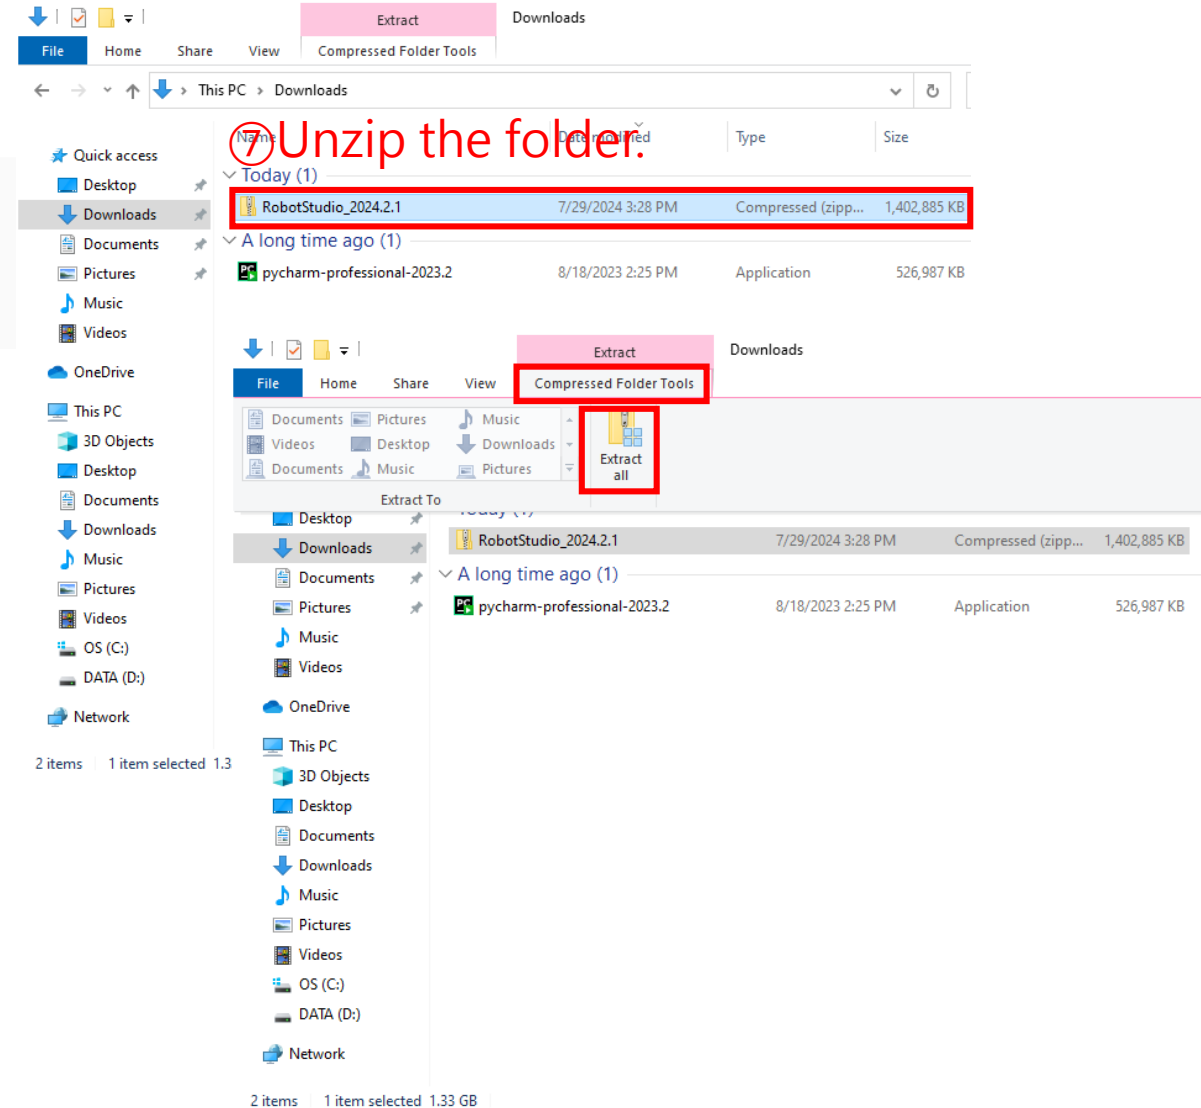 Extract
Downloads
File Home Share View Compressed Folder Tools
This PC > Downloads
⑦Unzip the folder.
Name Date modified Type Size
Quick access
Today (1)
Desktop
RobotStudio_2024.2.1 7/29/2024 3:28 PM Compressed (zipp... 1,402,885 KB
Downloads
A long time ago (1)
Documents
pycharm-professional-2023.2 8/18/2023 2:25 PM Application 526,987 KB
Pictures
Music
Videos
OneDrive
This PC
3D Objects
Desktop
Documents
Downloads
Music
Pictures
Videos
OS (C:)
DATA (D:)
Network
2 items 1 item selected 1.3
Extract
Downloads
File Home Share View Compressed Folder Tools
Documents Pictures Music
Videos Desktop Downloads
Documents Music Pictures
Extract To
Extract
all
Today (1)
Desktop
RobotStudio_2024.2.1 7/29/2024 3:28 PM Compressed (zipp... 1,402,885 KB
Downloads
A long time ago (1)
Documents
pycharm-professional-2023.2 8/18/2023 2:25 PM Application 526,987 KB
Pictures
Music
Videos
OneDrive
This PC
3D Objects
Desktop
Documents
Downloads
Music
Pictures
Videos
OS (C:)
DATA (D:)
Network
2 items 1 item selected 1.33 GB